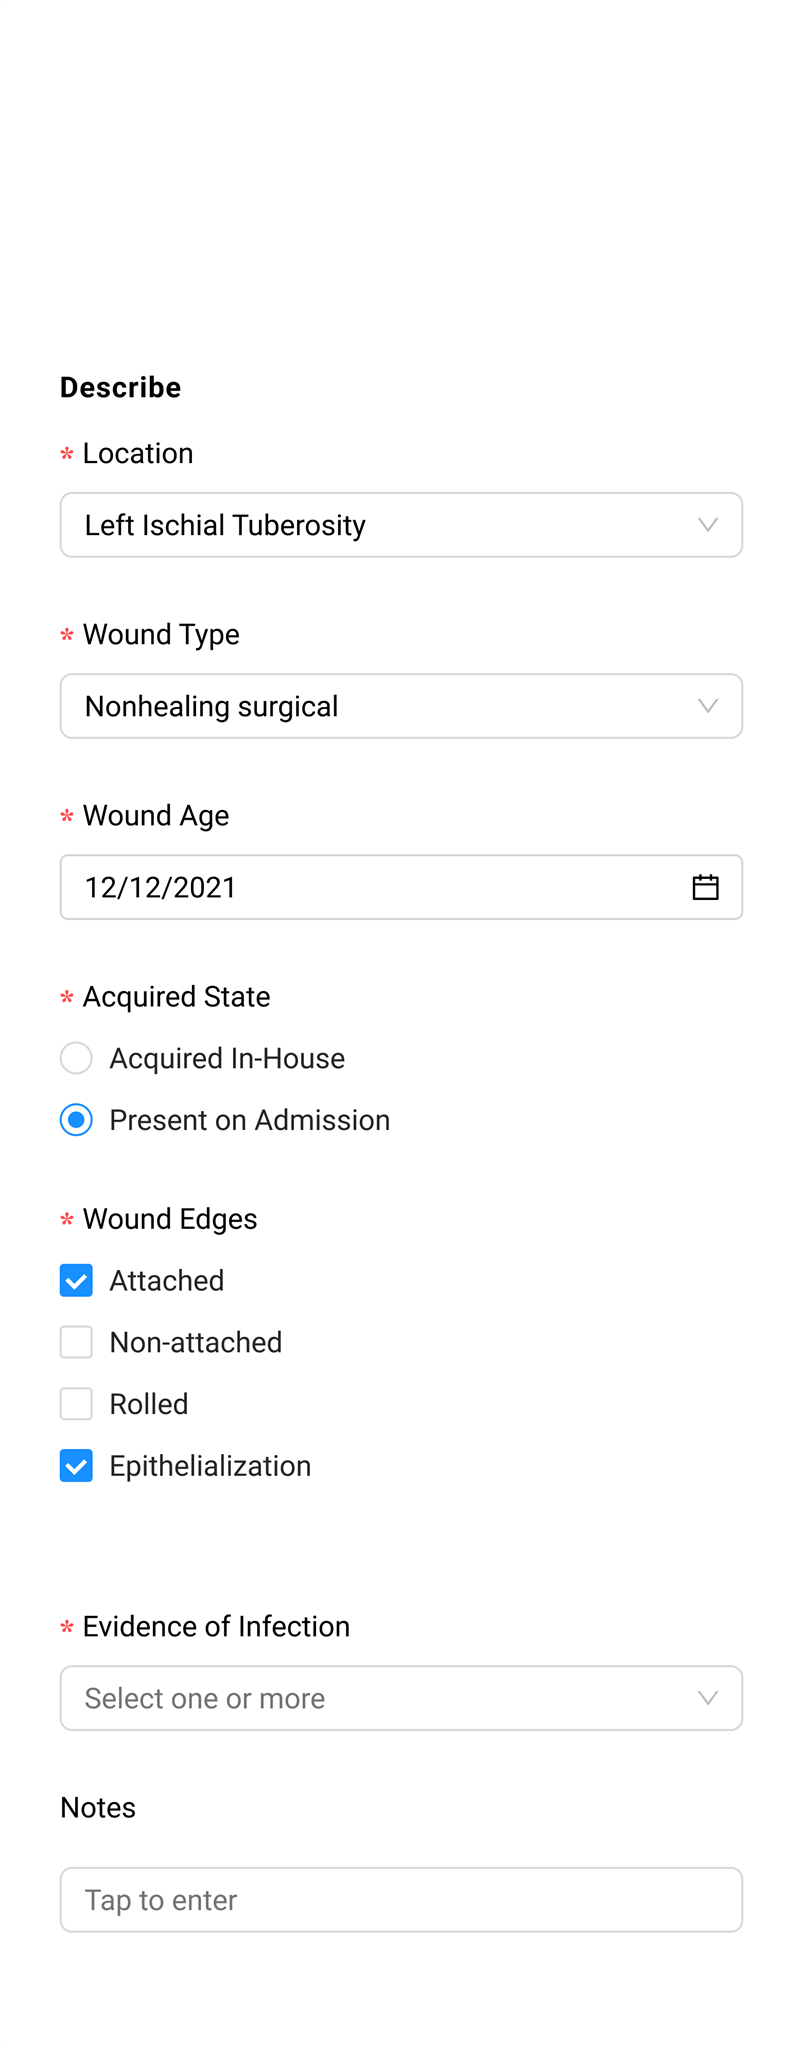 Describe
* Location
Left Ischial Tuberosity
* Wound Type
Nonhealing surgical
* Wound Age
12/12/2021
* Acquired State
Acquired In-House
Present on Admission
* Wound Edges
Attached
Non-attached
Rolled
Epithelialization
* Evidence of Infection
Select one or more
Notes
Tap to enter